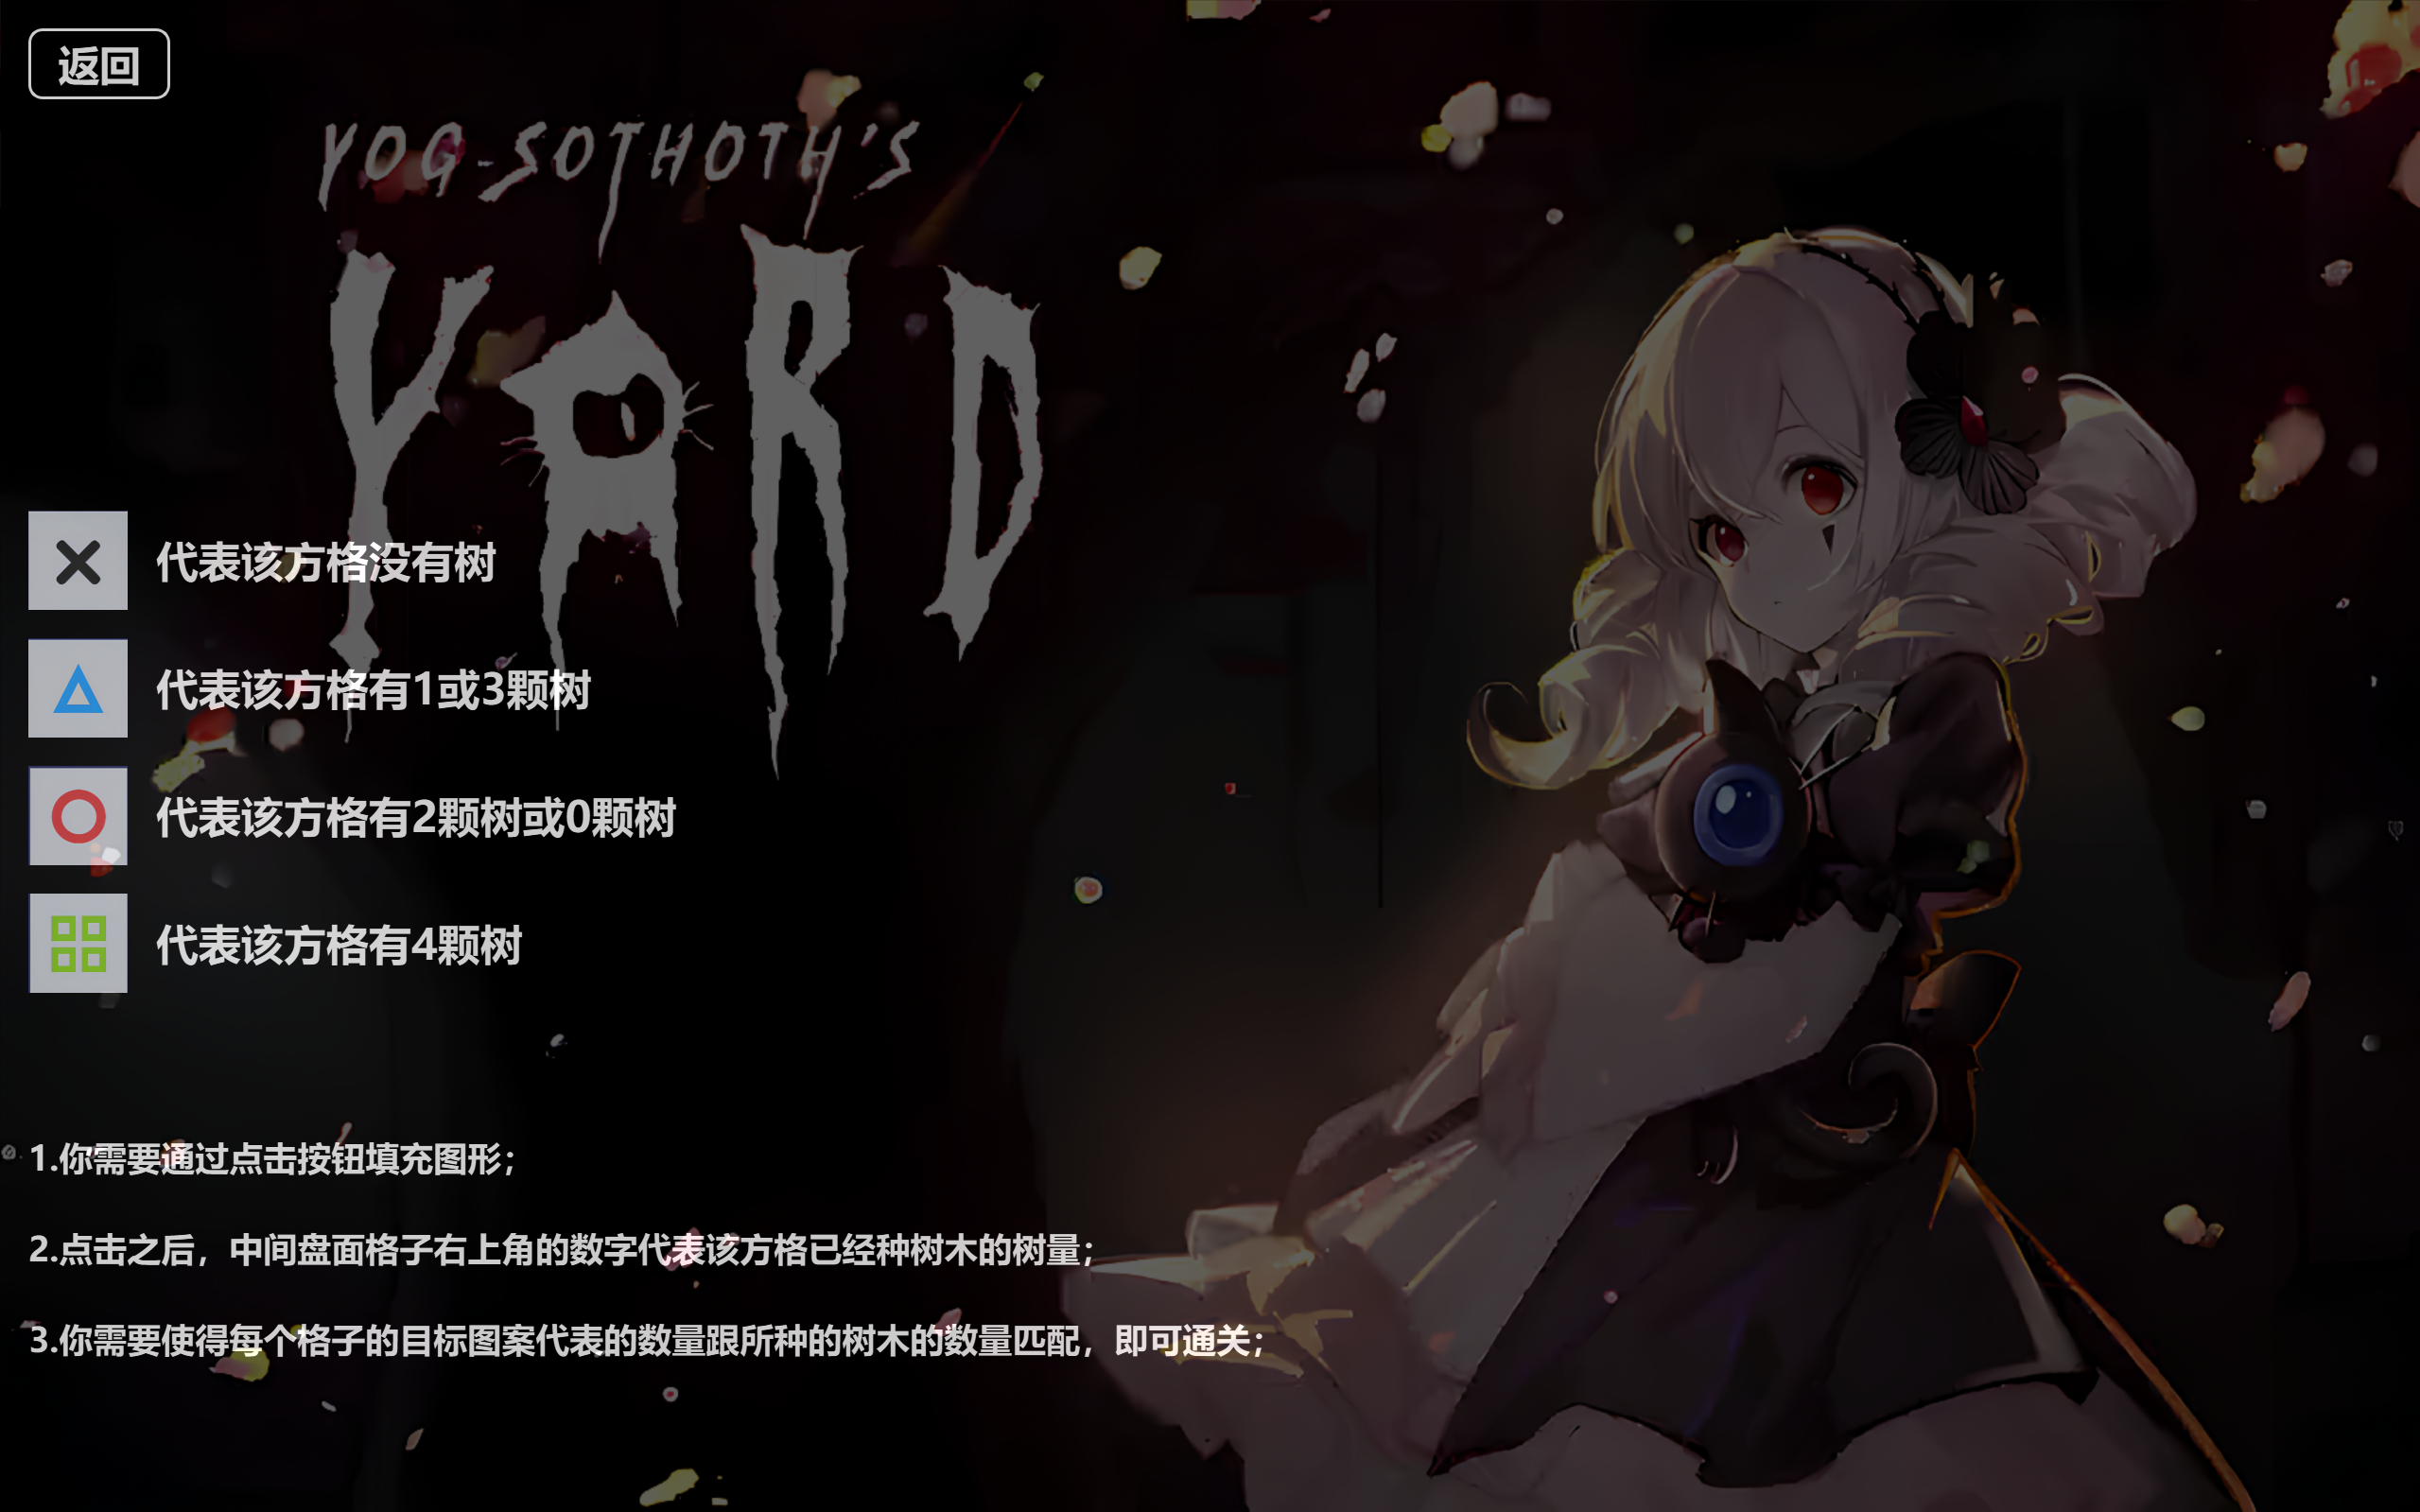 返回
YOG-SOTHOTH'S
YARD
代表该方格没有树
代表该方格有1或3颗树
代表该方格有2颗树或0颗树
代表该方格有4颗树
1.你需要通过点击按钮填充图形；
2.点击之后，中间盘面格子右上角的数字代表该方格已经种树木的树量；
3.你需要使得每个格子的目标图案代表的数量跟所种的树木的数量匹配，即可通关；